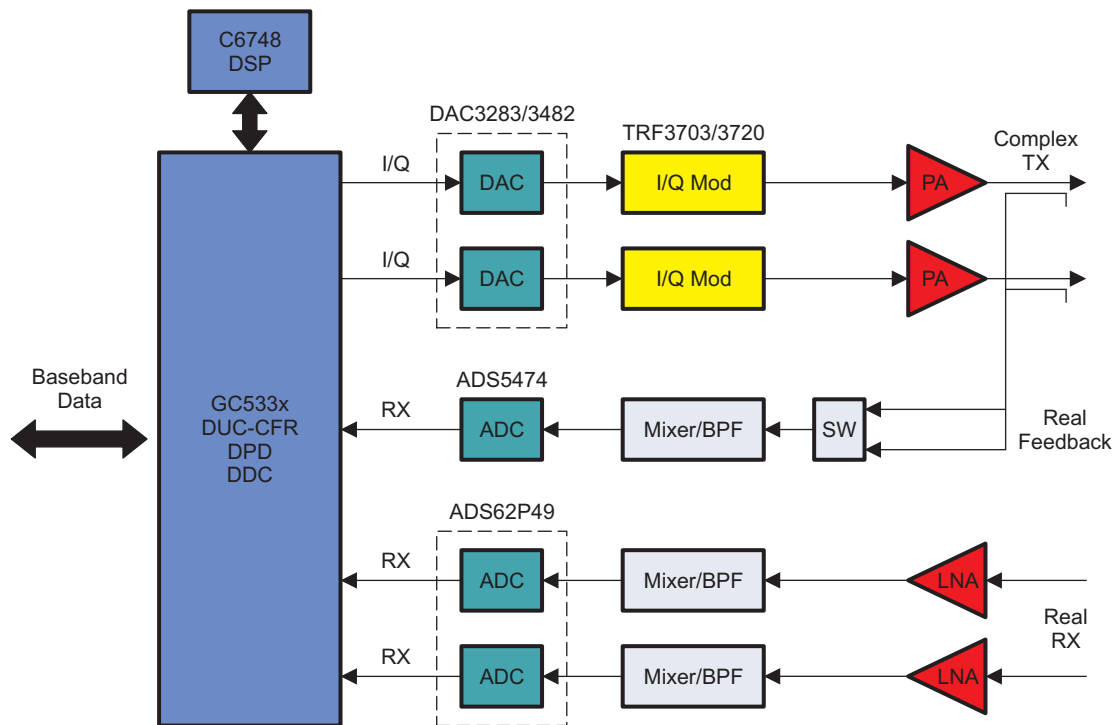 C6748
DSP
DAC3283/3482
TRF3703/3720
Complex
TX
I/Q
DAC
I/Q Mod
PA
I/Q
DAC
I/Q Mod
PA
Baseband
Data
GC533x
DUC-CFR
DPD
DDC
ADS5474
RX
ADC
Mixer/BPF
SW
Real
Feedback
ADS62P49
RX
ADC
Mixer/BPF
LNA
Real
RX
RX
ADC
Mixer/BPF
LNA